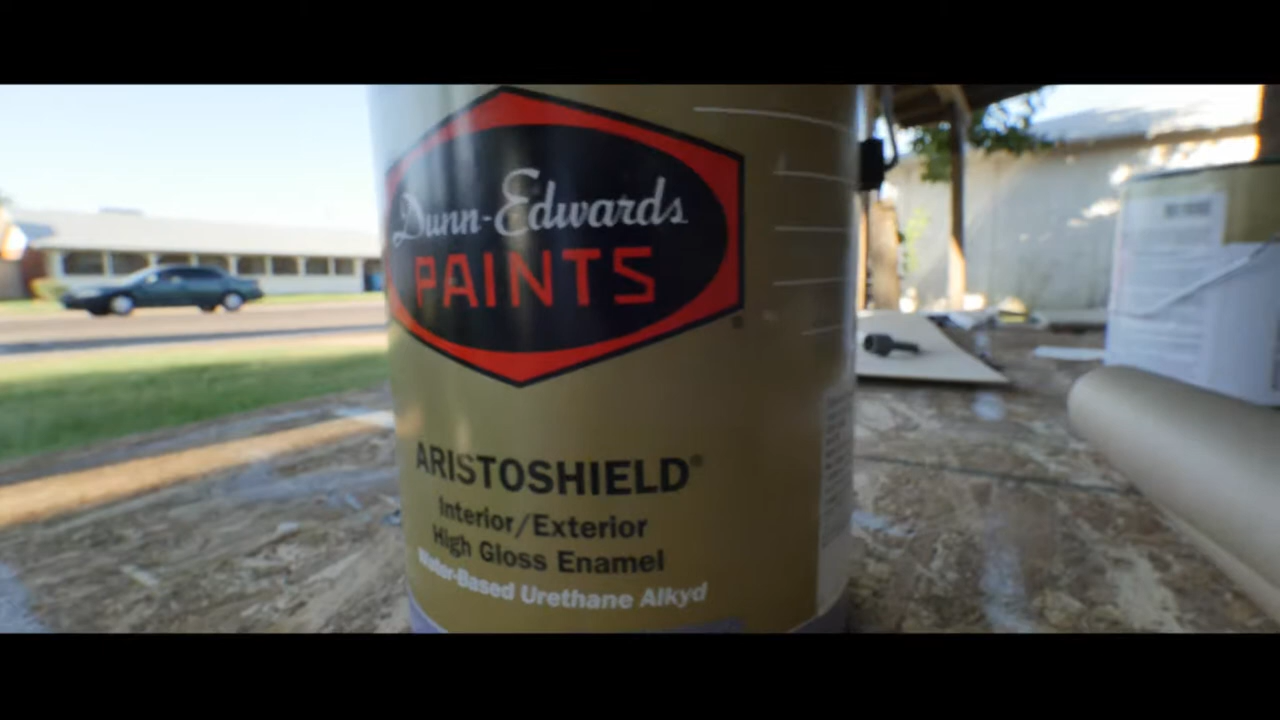 Dunn-Edwards
PAINTS
ARISTOSHIELD®
Interior/Exterior
High Gloss Enamel
Water-Based Urethane Alkyd